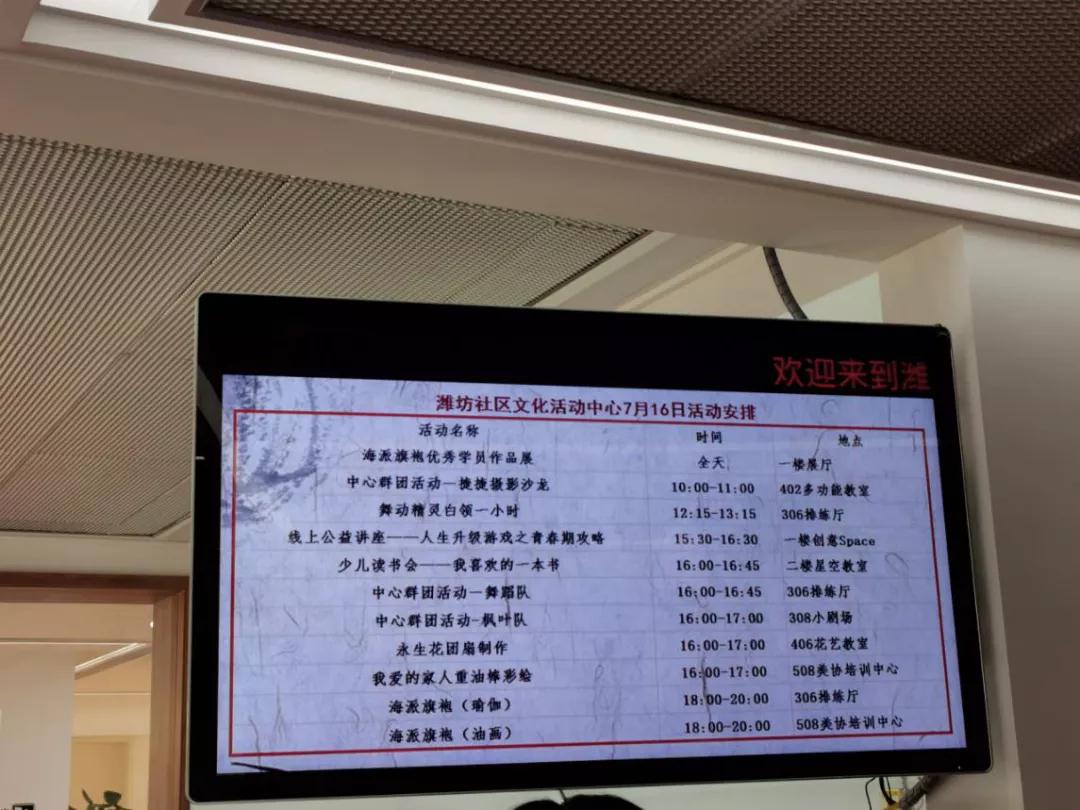 欢迎来到潍
潍坊社区文化活动中心7月16日活动安排
活动名称 时间 地点
海派旗袍优秀学员作品展 全天 一楼展厅
中心群团活动—捷捷摄影沙龙 10:00-11:00 402多功能教室
舞动精灵白领一小时 12:15-13:15 306排练厅
线上公益讲座——人生升级游戏之青春期攻略 15:30-16:30 一楼创意Space
少儿读书会——我喜欢的一本书 16:00-16:45 二楼星空教室
中心群团活动—舞蹈队 16:00-16:45 306排练厅
中心群团活动-枫叶队 16:00-17:00 308小剧场
永生花团扇制作 16:00-17:00 406花艺教室
我爱的家人重油棒彩绘 16:00-17:00 508美协培训中心
海派旗袍（瑜伽） 18:00-20:00 306排练厅
海派旗袍（油画） 18:00-20:00 508美协培训中心